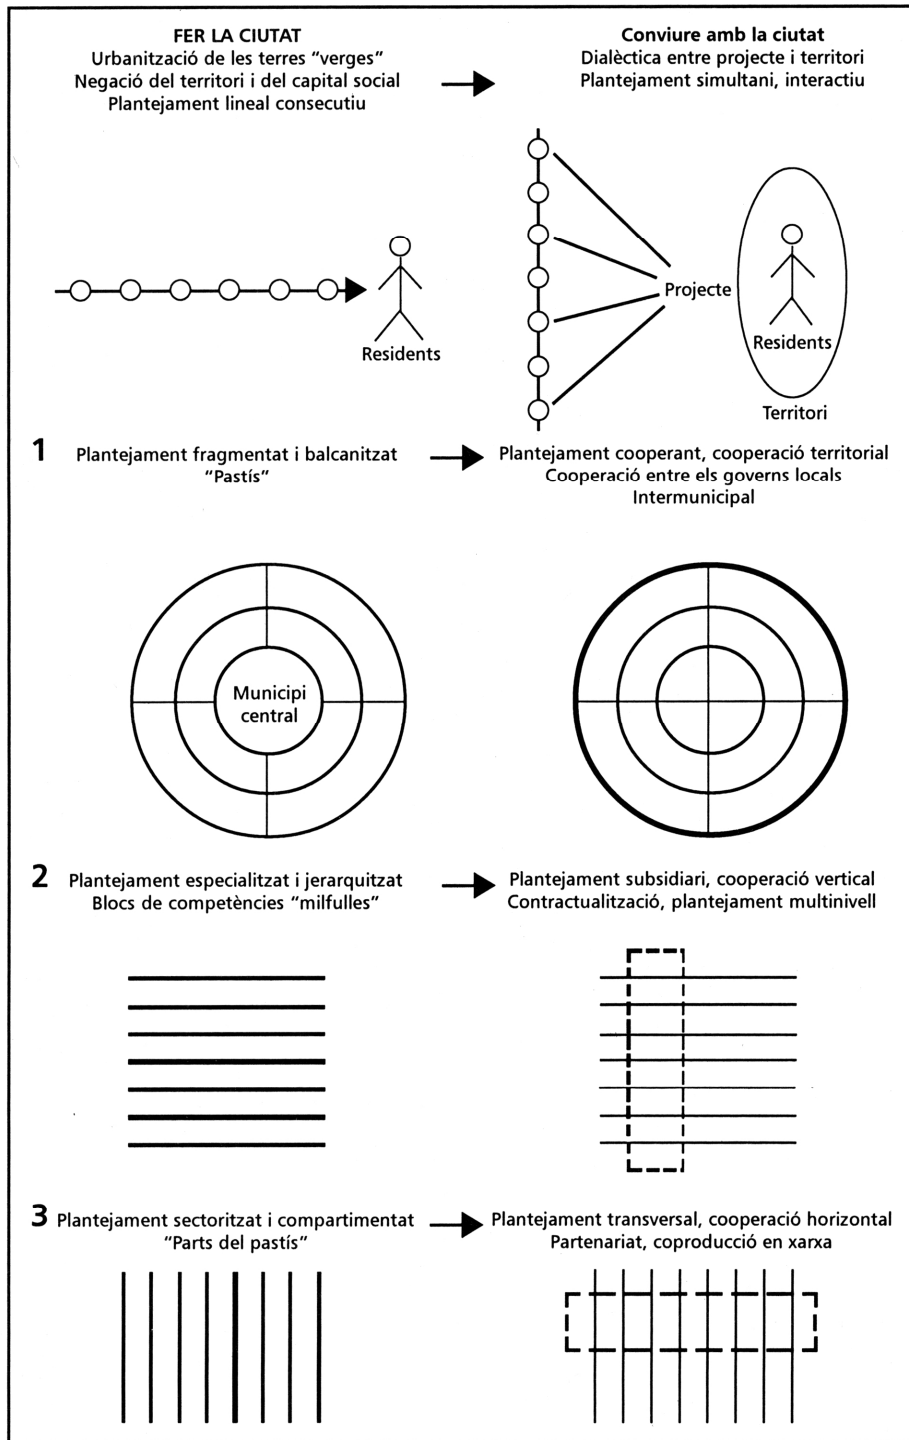 FER LA CIUTAT
Urbanització de les terres “verges”
Negació del territori i del capital social
Plantejament lineal consecutiu
Conviure amb la ciutat
Dialèctica entre projecte i territori
Plantejament simultani, interactiu
Residents
Projecte
Residents
Territori
1 Plantejament fragmentat i balcanitzat
“Pastís”
Plantejament cooperant, cooperació territorial
Cooperació entre els governs locals
Intermunicipal
Municipi
central
2 Plantejament especialitzat i jerarquitzat
Blocs de competències “milfulles”
Plantejament subsidiari, cooperació vertical
Contractualització, plantejament multinivell
3 Plantejament sectoritzat i compartimentat
“Parts del pastís”
Plantejament transversal, cooperació horizontal
Partenariat, coproducció en xarxa